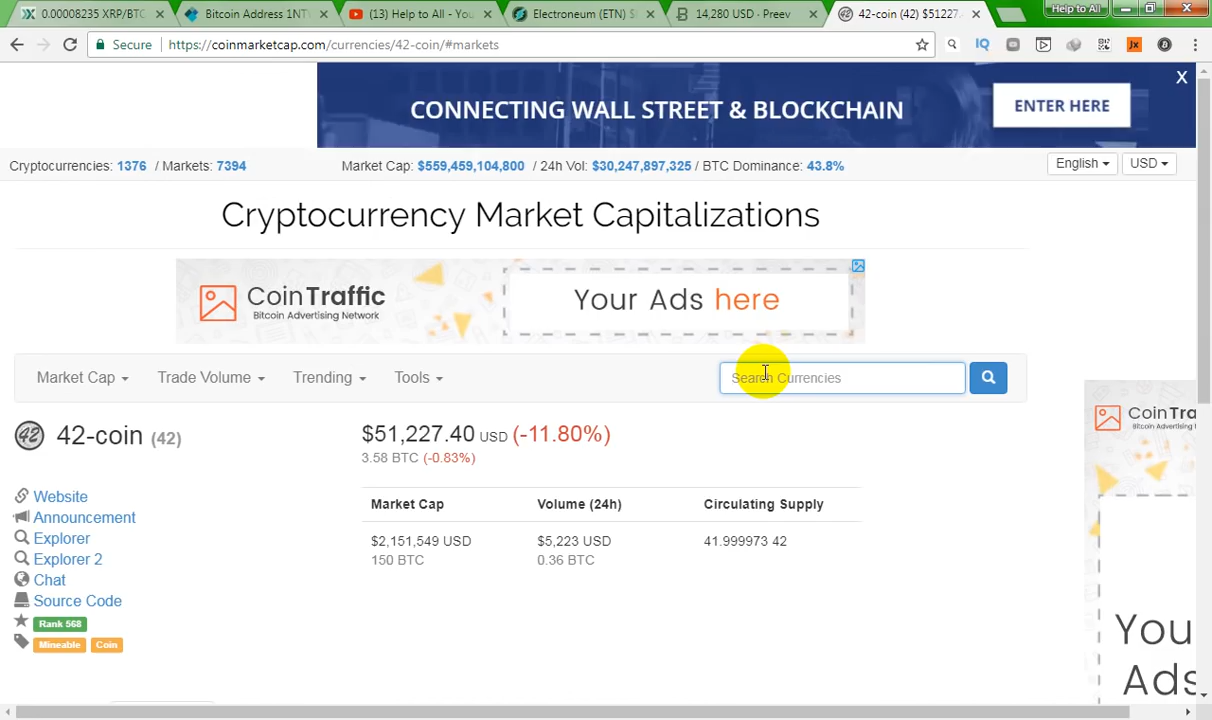 0.00008235 XRP/BTC
Bitcoin Address 1NTV
(13) Help to All - You
Electroneum (ETN) $
14,280 USD - Preev
42-coin (42) $51227.
Help to All
Secure
https://coinmarketcap.com/currencies/42-coin/#markets
IQ
Jx
CONNECTING WALL STREET & BLOCKCHAIN
ENTER HERE
X
Cryptocurrencies: 1376 / Markets: 7394
Market Cap: $559,459,104,800 / 24h Vol: $30,247,897,325 / BTC Dominance: 43.8%
English
USD
Cryptocurrency Market Capitalizations
CoinTraffic
Bitcoin Advertising Network
Your Ads here
Market Cap
Trade Volume
Trending
Tools
Search Currencies
42
42-coin (42)
$51,227.40 USD (-11.80%)
3.58 BTC (-0.83%)
Website
Announcement
Explorer
Explorer 2
Chat
Source Code
Rank 568
Mineable
Coin
Market Cap
Volume (24h)
Circulating Supply
$2,151,549 USD
$5,223 USD
41.999973 42
150 BTC
0.36 BTC
CoinTra
Bitcoin Advertising
You
Ads